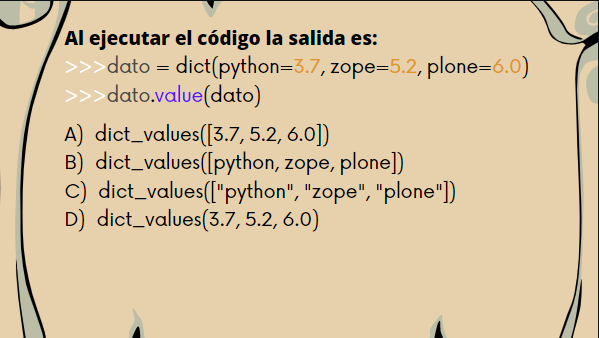 Al ejecutar el código la salida es:
>>>dato = dict(python=3.7, zope=5.2, plone=6.0)
>>>dato.value(dato)
A) dict_values([3.7, 5.2, 6.0])
B) dict_values([python, zope, plone])
C) dict_values(["python", "zope", "plone"])
D) dict_values(3.7, 5.2, 6.0)